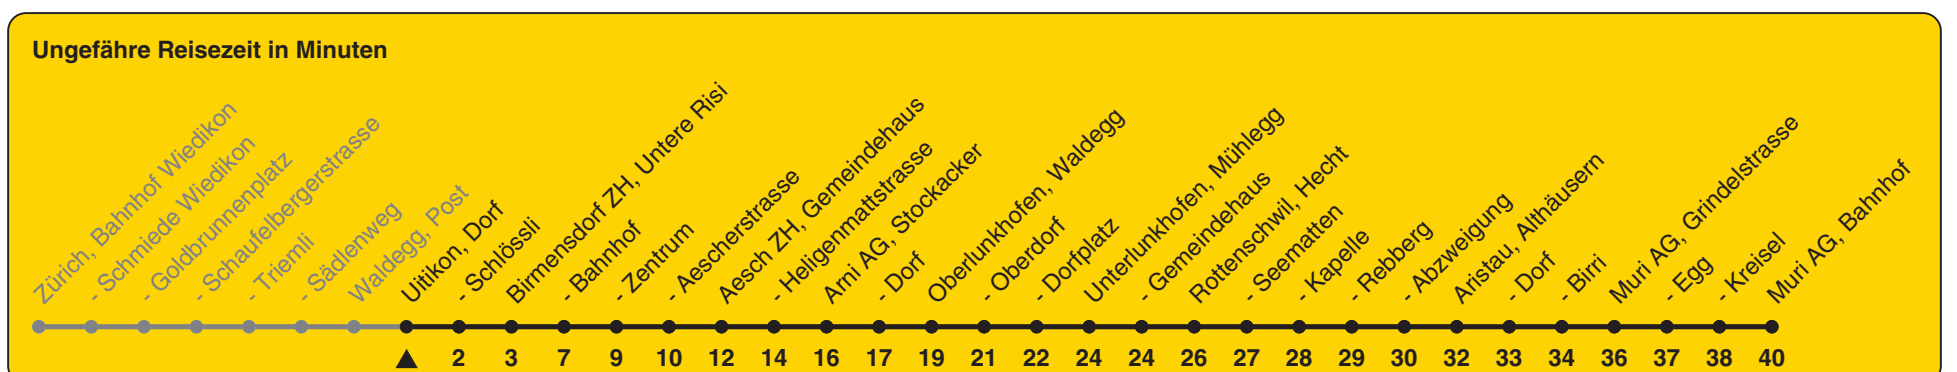 Ungefähre Reisezeit in Minuten
Zürich, Bahnhof Wiedikon
- Schmiede Wiedikon
- Goldbrunnenplatz
- Schaufelbergerstrasse
- Triemli
- Sädlenweg
Waldegg, Post
Uitikon, Dorf
- Schlössli
Birmensdorf ZH, Untere Risi
- Bahnhof
- Zentrum
- Aescherstrasse
Aesch ZH, Gemeindehaus
- Heligenmattstrasse
Arni AG, Stockacker
- Dorf
Oberlunkhofen, Waldegg
- Oberdorf
- Dorfplatz
Unterlunkhofen, Mühlegg
- Gemeindehaus
Rottenschwil, Hecht
- Seematten
- Kapelle
- Rebberg
- Abzweigung
Aristau, Althäusern
- Dorf
- Birri
Muri AG, Grindelstrasse
- Egg
- Kreisel
Muri AG, Bahnhof
2 3 7 9 10 12 14 16 17 19 21 22 24 24 26 27 28 29 30 32 33 34 36 37 38 40